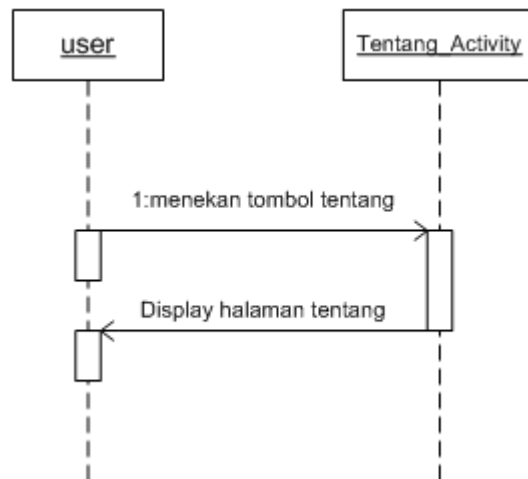 user
Tentang_Activity
1:menekan tombol tentang
Display halaman tentang